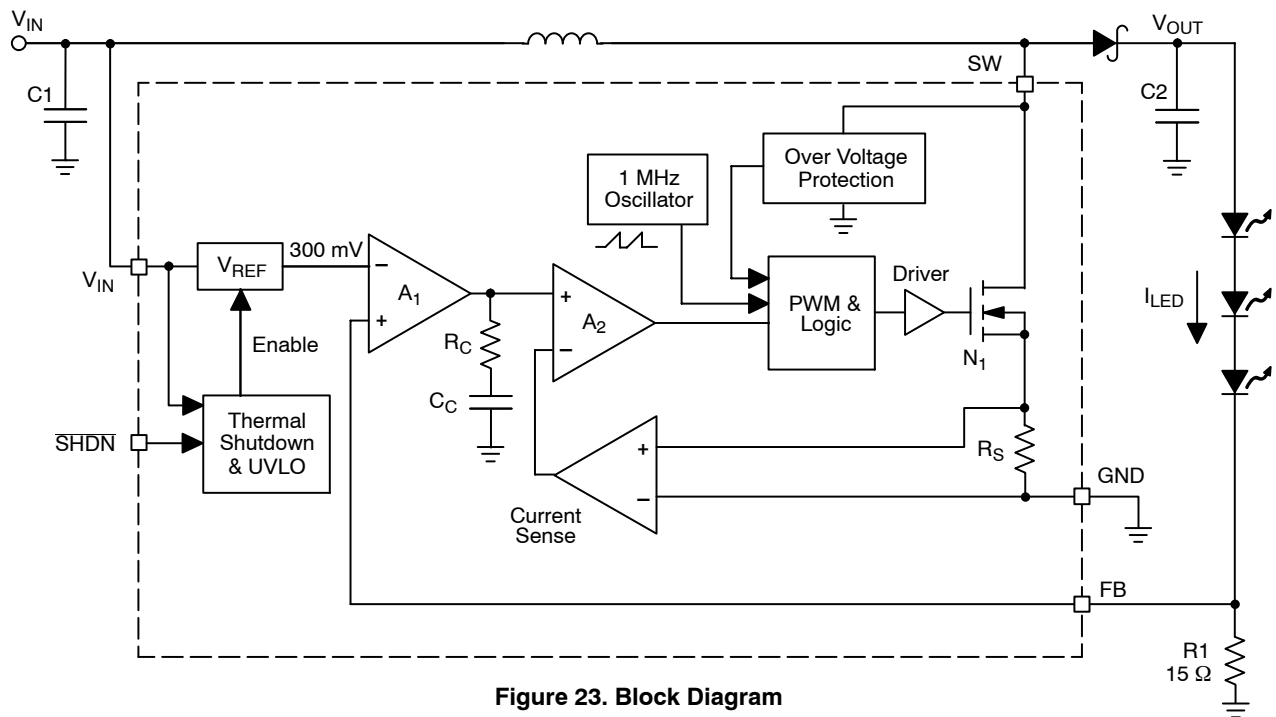 VIN
VOUT
SW
C1
C2
Over Voltage
Protection
1 MHz
Oscillator
300 mV
VREF
VIN
−
A1
+
Enable
RC
CC
+
A2
−
PWM &
Logic
Driver
N1
ILED
SHDN
Thermal
Shutdown
& UVLO
+
−
Current
Sense
RS
GND
FB
R1
15 Ω
Figure 23. Block Diagram